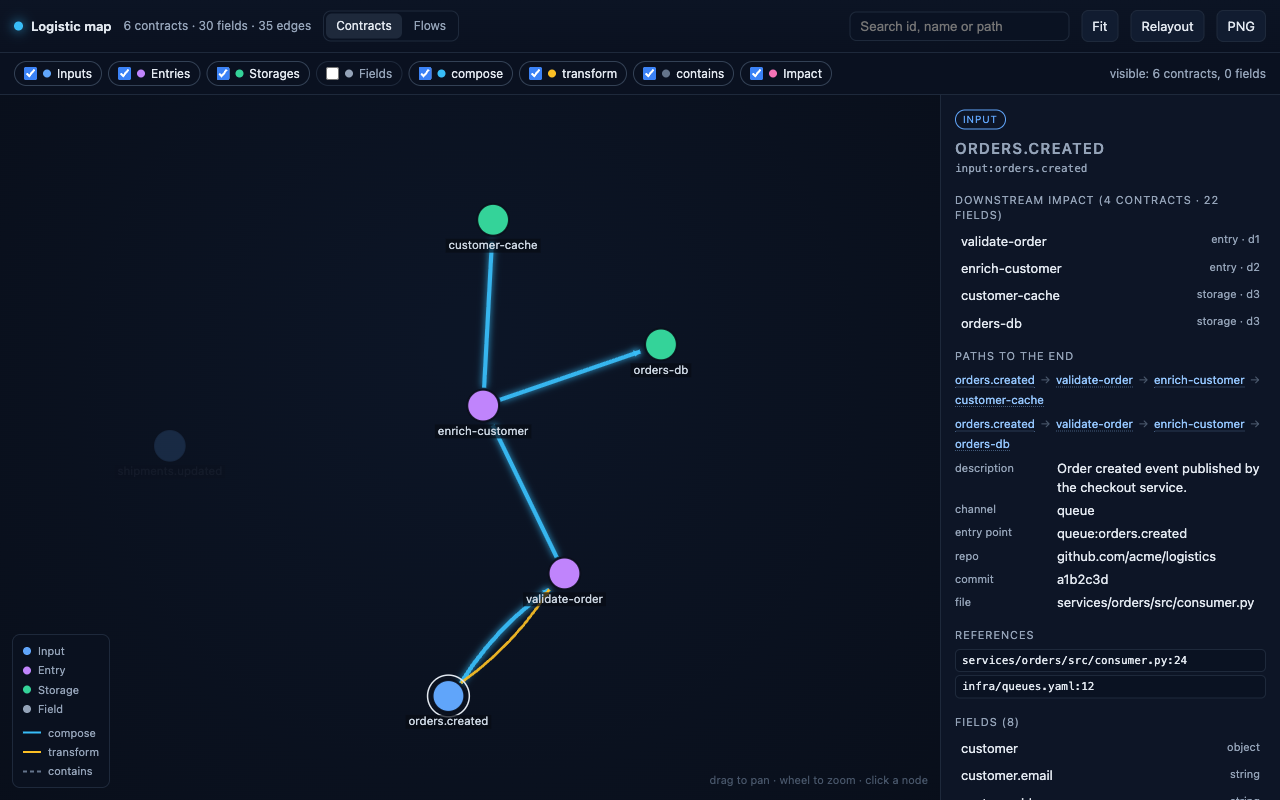 Logistic map 6 contracts · 30 fields · 35 edges Contracts Flows Search id, name or path Fit Relayout PNG
Inputs Entries Storages Fields compose transform contains Impact visible: 6 contracts, 0 fields
customer-cache
orders-db
enrich-customer
shipments.updated
validate-order
orders.created
Input
Entry
Storage
Field
compose
transform
contains
drag to pan · wheel to zoom · click a node
INPUT
ORDERS.CREATED
input:orders.created
DOWNSTREAM IMPACT (4 CONTRACTS · 22
FIELDS)
validate-order entry · d1
enrich-customer entry · d2
customer-cache storage · d3
orders-db storage · d3
PATHS TO THE END
orders.created → validate-order → enrich-customer →
customer-cache
orders.created → validate-order → enrich-customer →
orders-db
description Order created event published by
the checkout service.
channel queue
entry point queue:orders.created
repo github.com/acme/logistics
commit a1b2c3d
file services/orders/src/consumer.py
REFERENCES
services/orders/src/consumer.py:24
infra/queues.yaml:12
FIELDS (8)
customer object
customer.email string